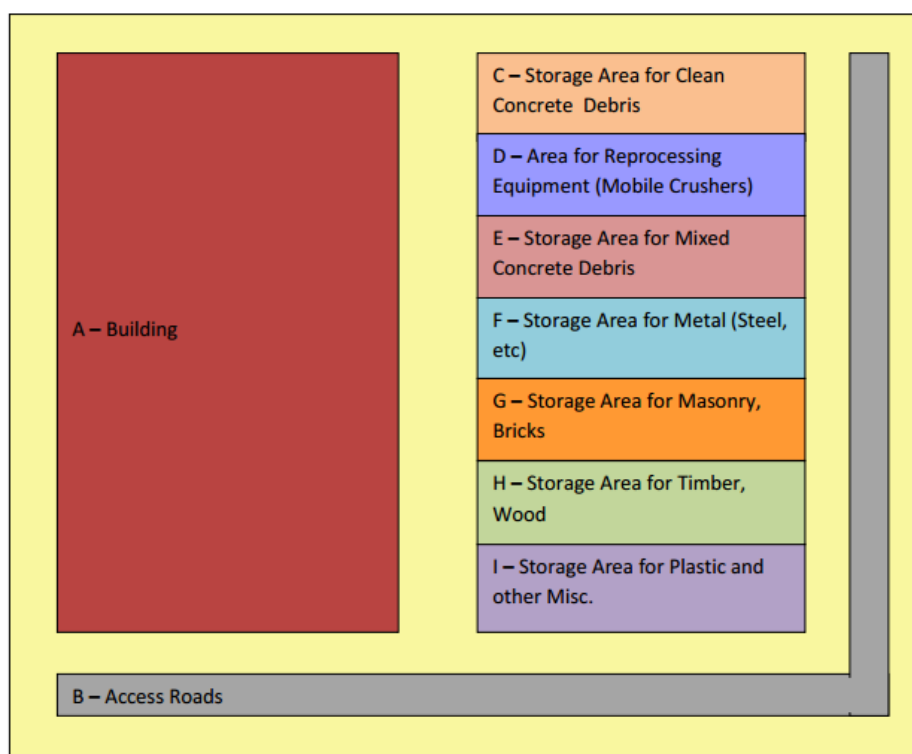 C – Storage Area for Clean
Concrete Debris
D – Area for Reprocessing
Equipment (Mobile Crushers)
E – Storage Area for Mixed
Concrete Debris
A – Building
F – Storage Area for Metal (Steel,
etc)
G – Storage Area for Masonry,
Bricks
H – Storage Area for Timber,
Wood
I – Storage Area for Plastic and
other Misc.
B – Access Roads